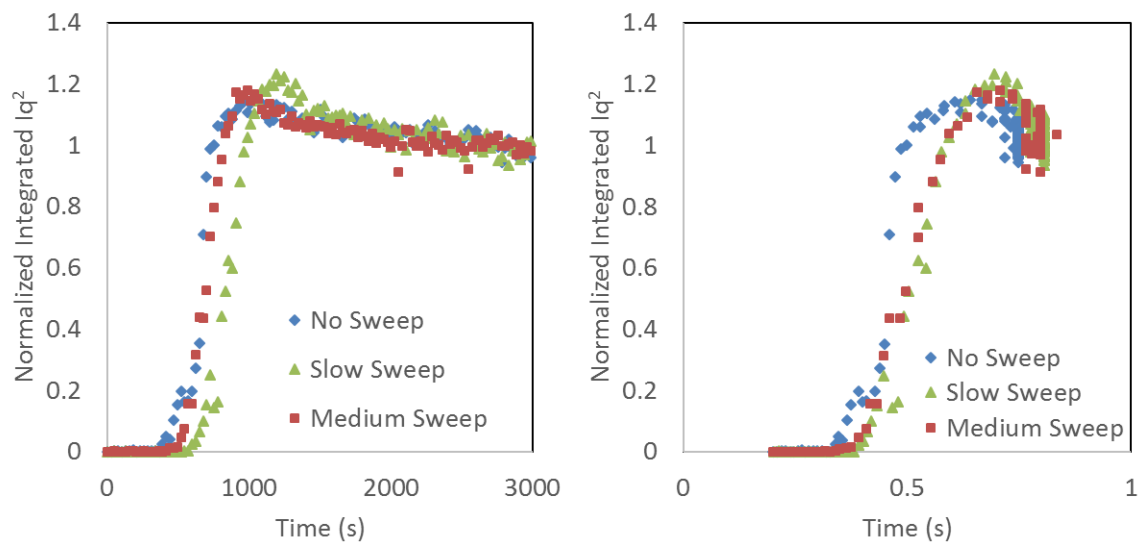 1.4
1.2
1
0.8
0.6
0.4
0.2
0
Normalized Integrated Iq²
No Sweep
Slow Sweep
Medium Sweep
0 1000 2000 3000
Time (s)
1.4
1.2
1
0.8
0.6
0.4
0.2
0
Normalized Integrated Iq²
No Sweep
Slow Sweep
Medium Sweep
0 0.5 1
Time (s)